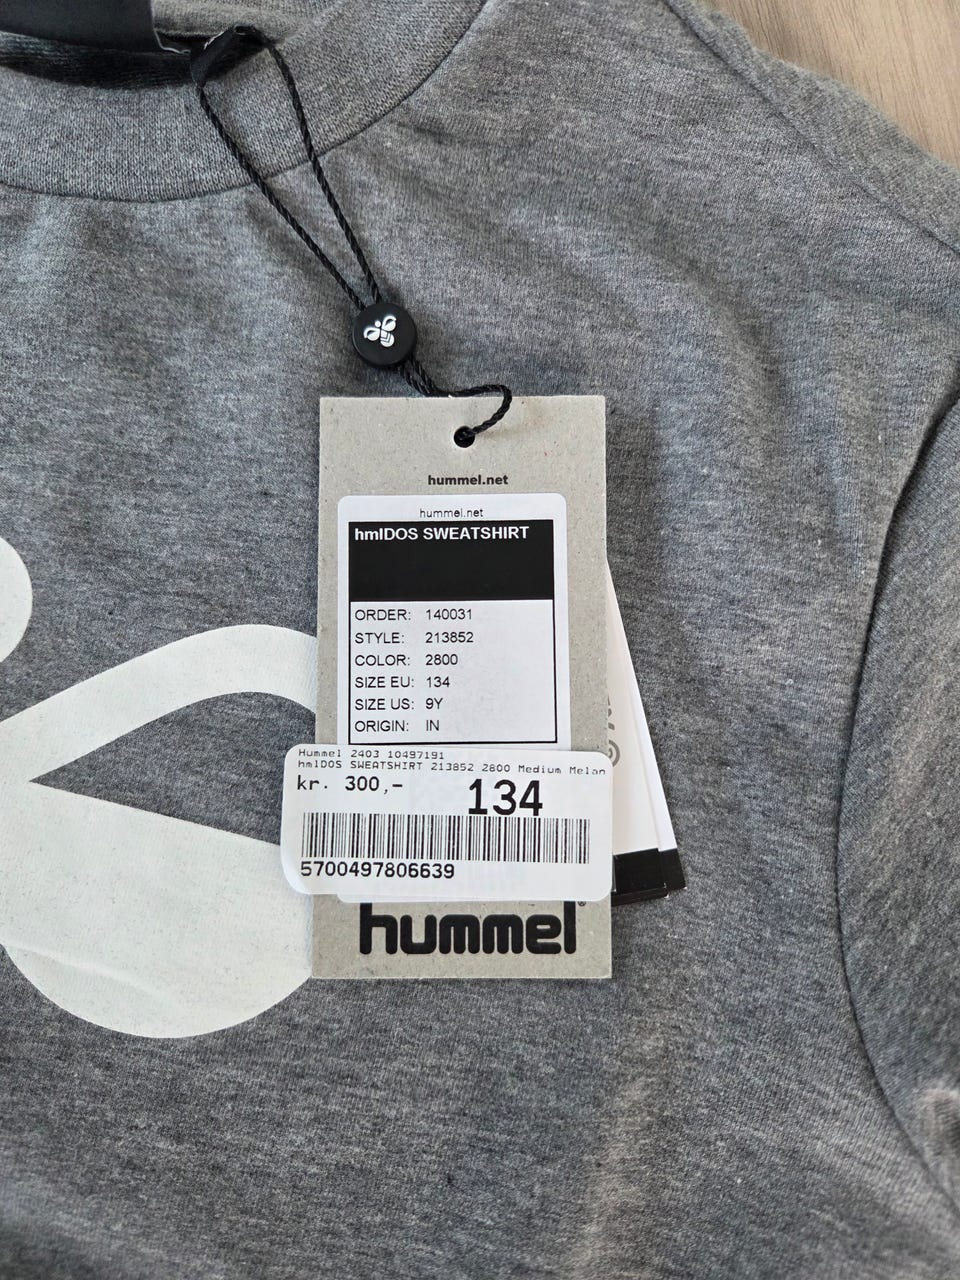 hummel.net
hummel.net
hmlDOS SWEATSHIRT
ORDER: 140031
STYLE: 213852
COLOR: 2800
SIZE EU: 134
SIZE US: 9Y
ORIGIN: IN
Hummel 2403 10497191
hmlDOS SWEATSHIRT 213852 2800 Medium Melan
kr. 300,- 134
5700497806639
hummel®